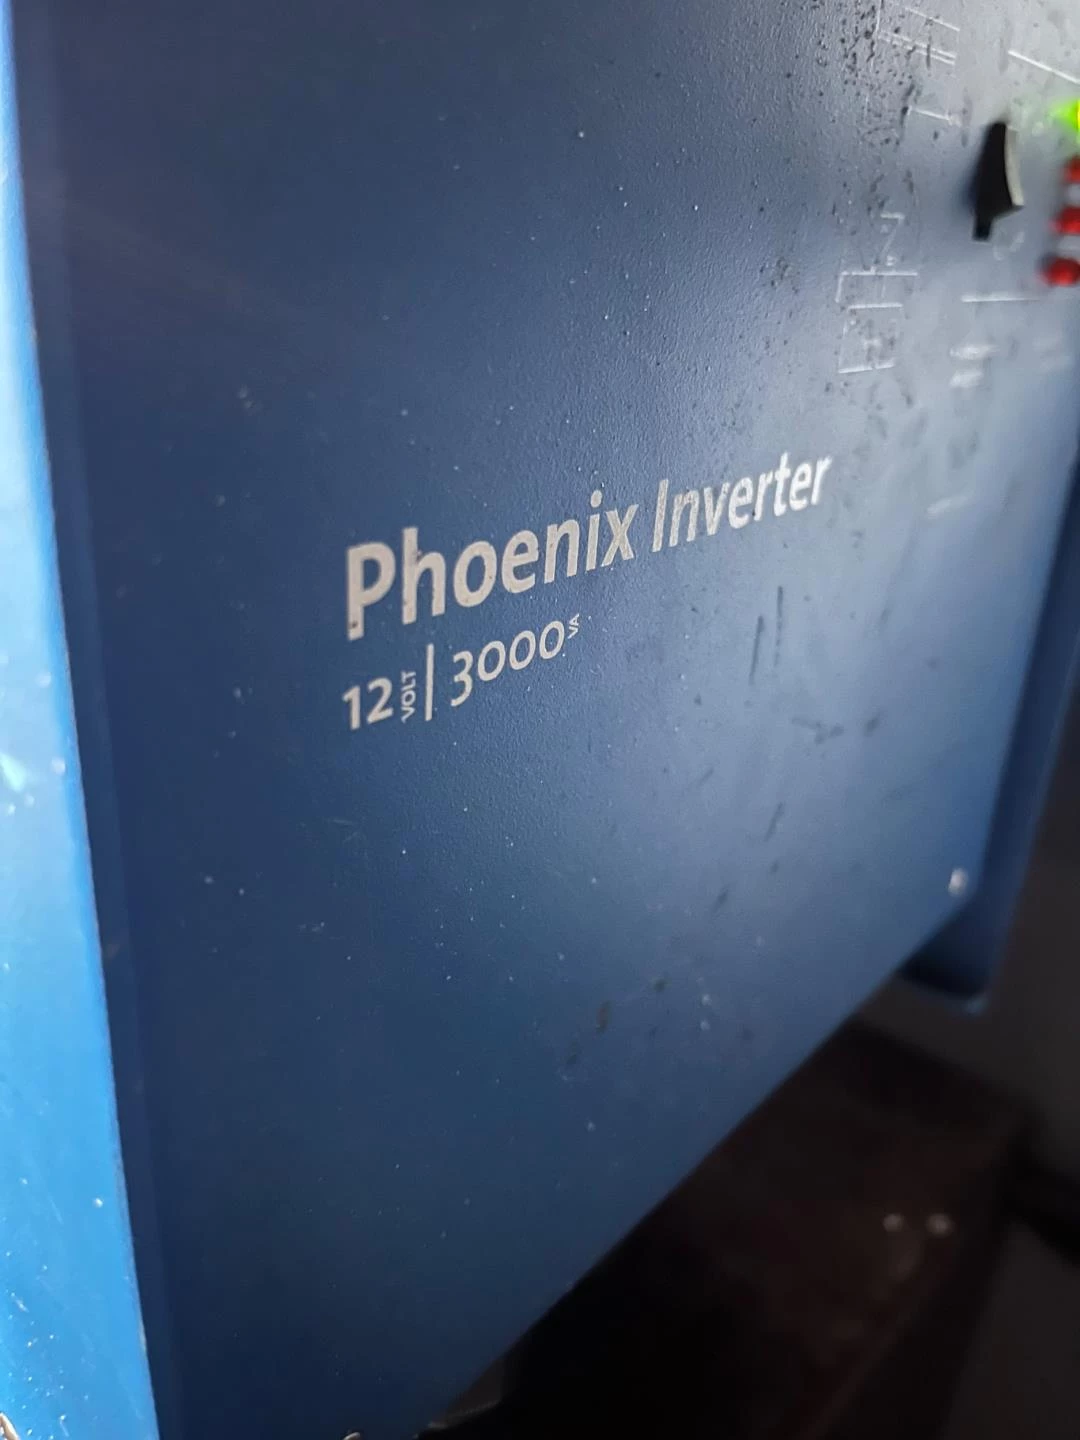 Phoenix Inverter
12 VOLT | 3000 VA